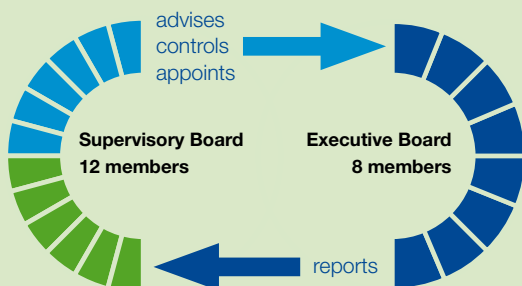 advises
controls
appoints
Supervisory Board
12 members
Executive Board
8 members
reports